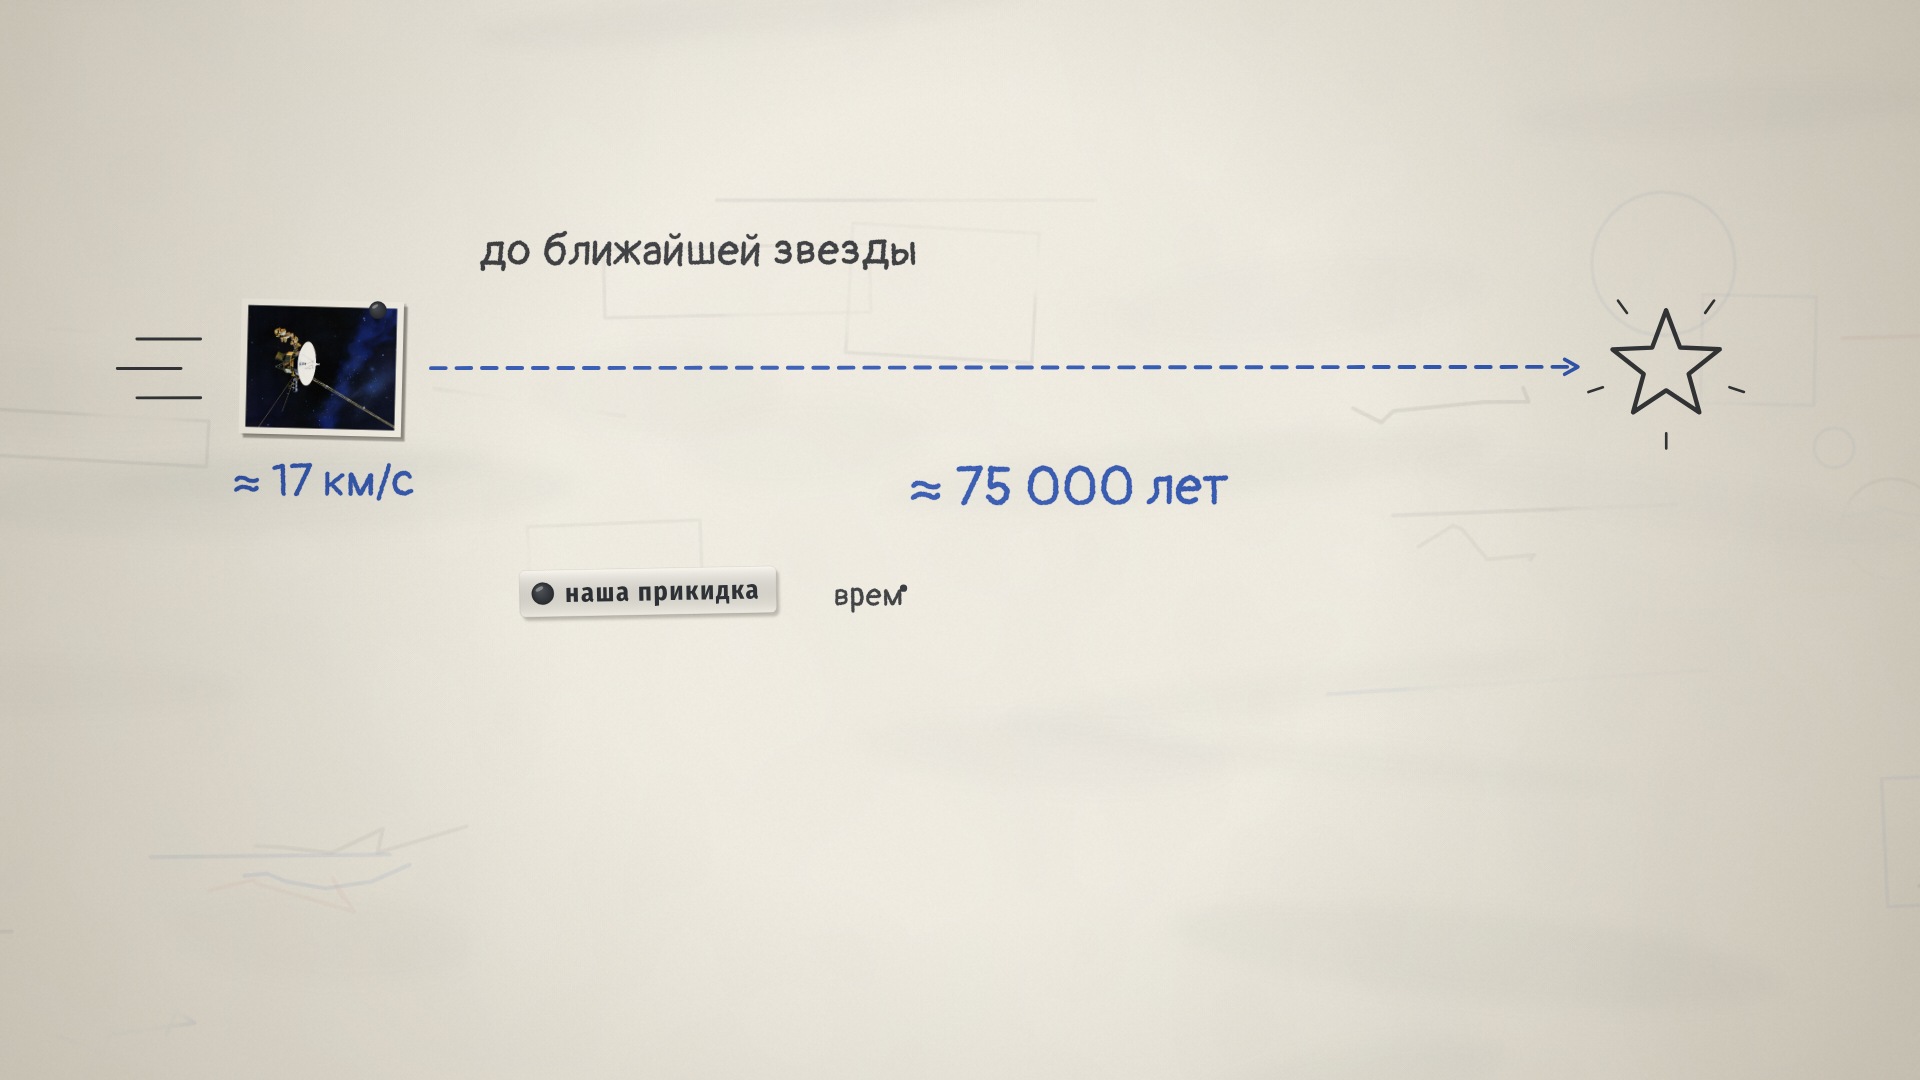 до ближайшей звезды
≈ 17 км/с
≈ 75 000 лет
наша прикидка
врем